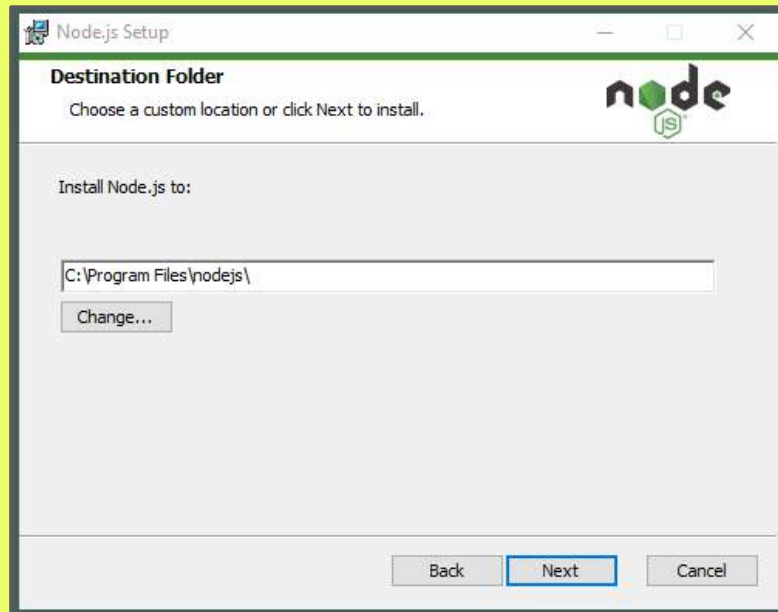 Node.js Setup
Destination Folder
Choose a custom location or click Next to install.
node
JS
Install Node.js to:
C:\Program Files\nodejs\
Change...
Back Next Cancel